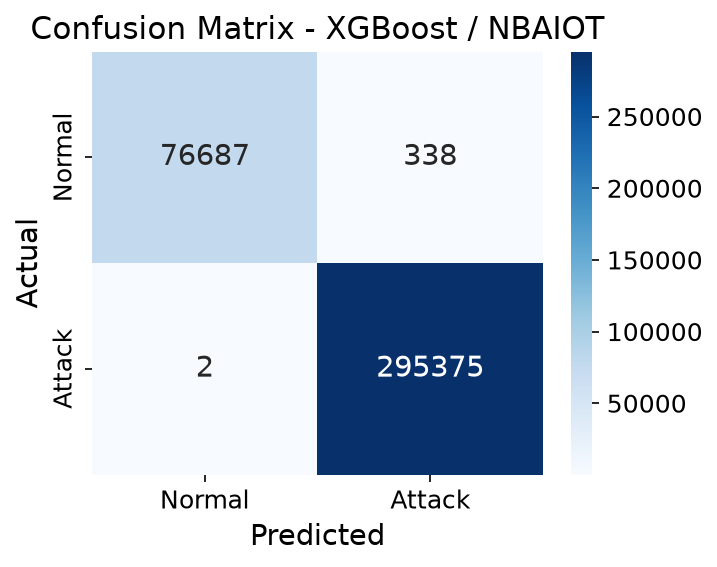 Confusion Matrix - XGBoost / NBAIOT
Actual
Normal
Attack
76687
338
2
295375
Normal
Attack
Predicted
250000
200000
150000
100000
50000